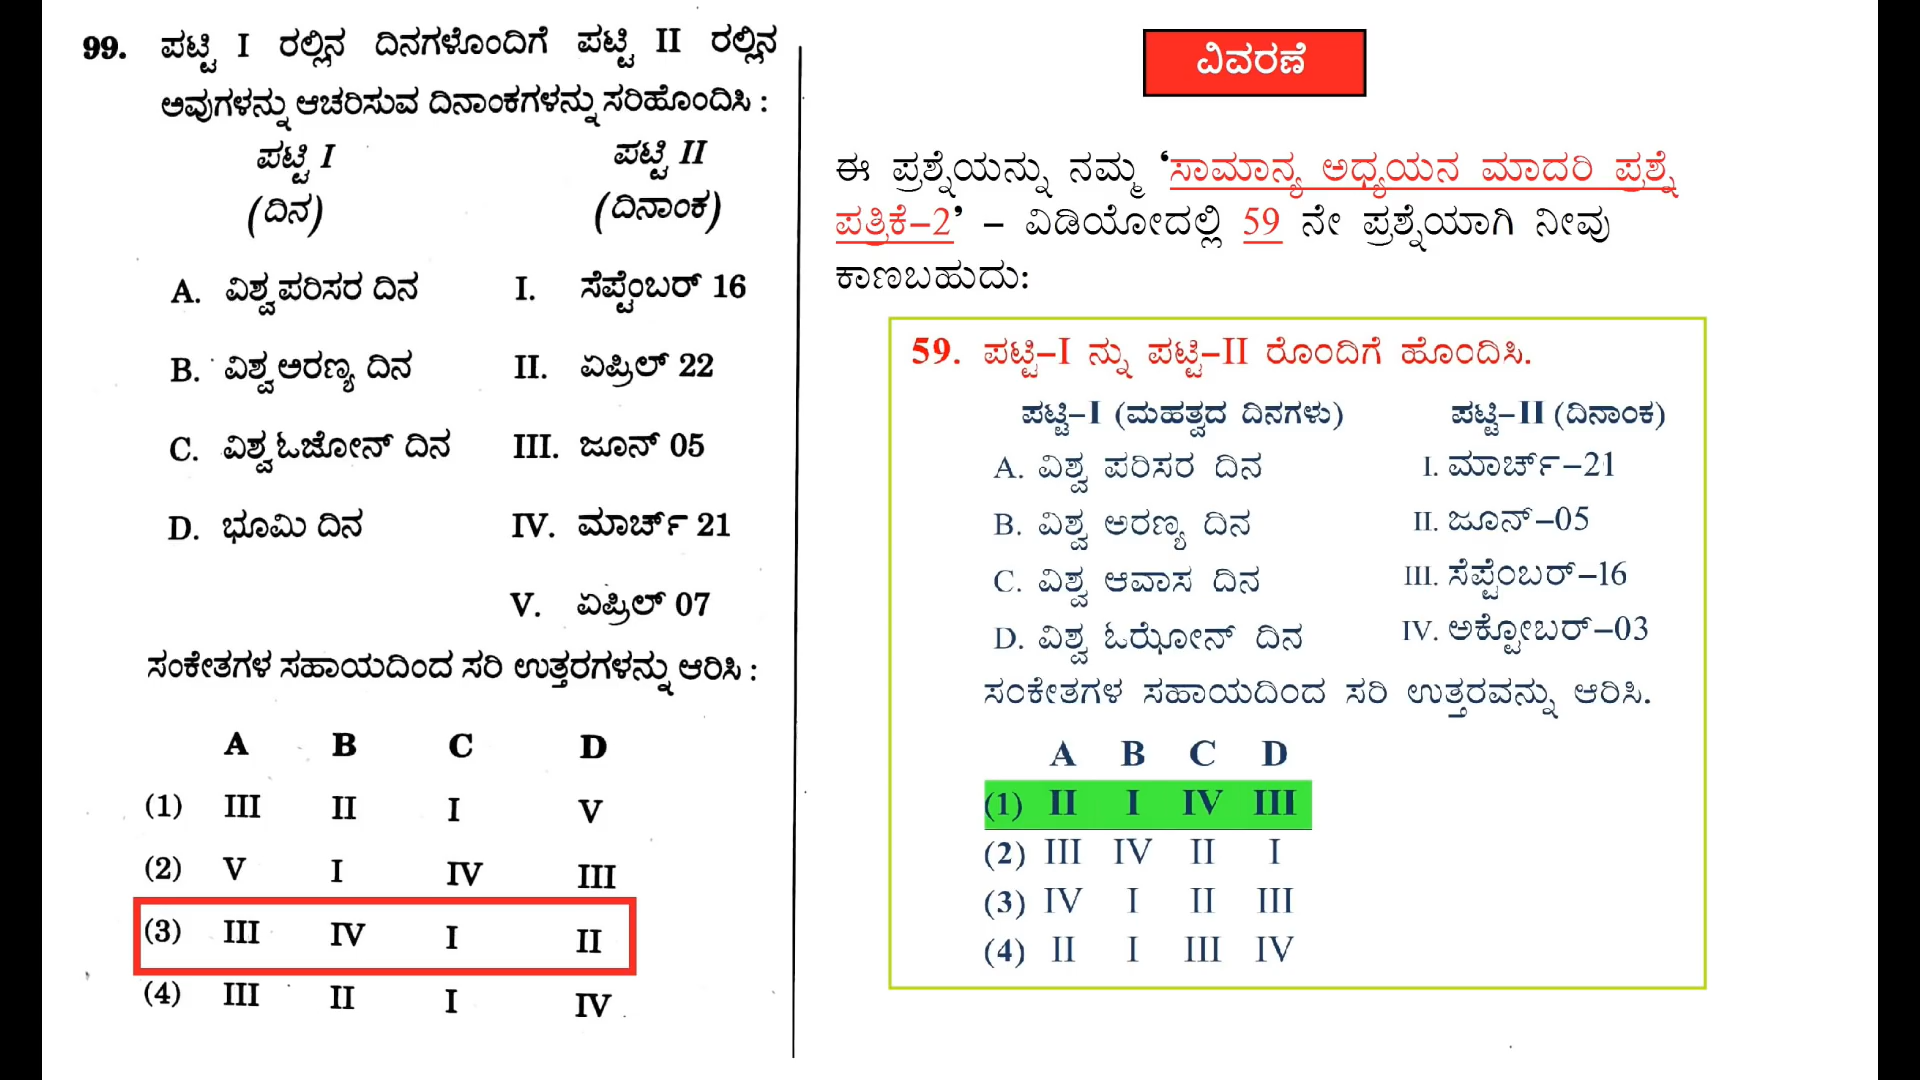 99. ಪಟ್ಟಿ I ರಲ್ಲಿನ ದಿನಗಳೊಂದಿಗೆ ಪಟ್ಟಿ II ರಲ್ಲಿನ
ಅವುಗಳನ್ನು ಆಚರಿಸುವ ದಿನಾಂಕಗಳನ್ನು ಸರಿಹೊಂದಿಸಿ :
ಪಟ್ಟಿ I ಪಟ್ಟಿ II
(ದಿನ) (ದಿನಾಂಕ)
A. ವಿಶ್ವ ಪರಿಸರ ದಿನ I. ಸೆಪ್ಟೆಂಬರ್ 16
B. ವಿಶ್ವ ಅರಣ್ಯ ದಿನ II. ಏಪ್ರಿಲ್ 22
C. ವಿಶ್ವ ಓಜೋನ್ ದಿನ III. ಜೂನ್ 05
D. ಭೂಮಿ ದಿನ IV. ಮಾರ್ಚ್ 21
V. ಏಪ್ರಿಲ್ 07
ಸಂಕೇತಗಳ ಸಹಾಯದಿಂದ ಸರಿ ಉತ್ತರಗಳನ್ನು ಆರಿಸಿ :
A B C D
(1) III II I V
(2) V I IV III
(3) III IV I II
(4) III II I IV
ವಿವರಣೆ
ಈ ಪ್ರಶ್ನೆಯನ್ನು ನಮ್ಮ ‘ಸಾಮಾನ್ಯ ಅಧ್ಯಯನ ಮಾದರಿ ಪ್ರಶ್ನೆ
ಪತ್ರಿಕೆ–2’ – ವಿಡಿಯೋದಲ್ಲಿ 59 ನೇ ಪ್ರಶ್ನೆಯಾಗಿ ನೀವು
ಕಾಣಬಹುದು:
59. ಪಟ್ಟಿ–I ನ್ನು ಪಟ್ಟಿ–II ರೊಂದಿಗೆ ಹೊಂದಿಸಿ.
ಪಟ್ಟಿ–I (ಮಹತ್ವದ ದಿನಗಳು) ಪಟ್ಟಿ–II (ದಿನಾಂಕ)
A. ವಿಶ್ವ ಪರಿಸರ ದಿನ I. ಮಾರ್ಚ್–21
B. ವಿಶ್ವ ಅರಣ್ಯ ದಿನ II. ಜೂನ್–05
C. ವಿಶ್ವ ಆವಾಸ ದಿನ III. ಸೆಪ್ಟೆಂಬರ್–16
D. ವಿಶ್ವ ಓಝೋನ್ ದಿನ IV. ಅಕ್ಟೋಬರ್–03
ಸಂಕೇತಗಳ ಸಹಾಯದಿಂದ ಸರಿ ಉತ್ತರವನ್ನು ಆರಿಸಿ.
A B C D
(1) II I IV III
(2) III IV II I
(3) IV I II III
(4) II I III IV